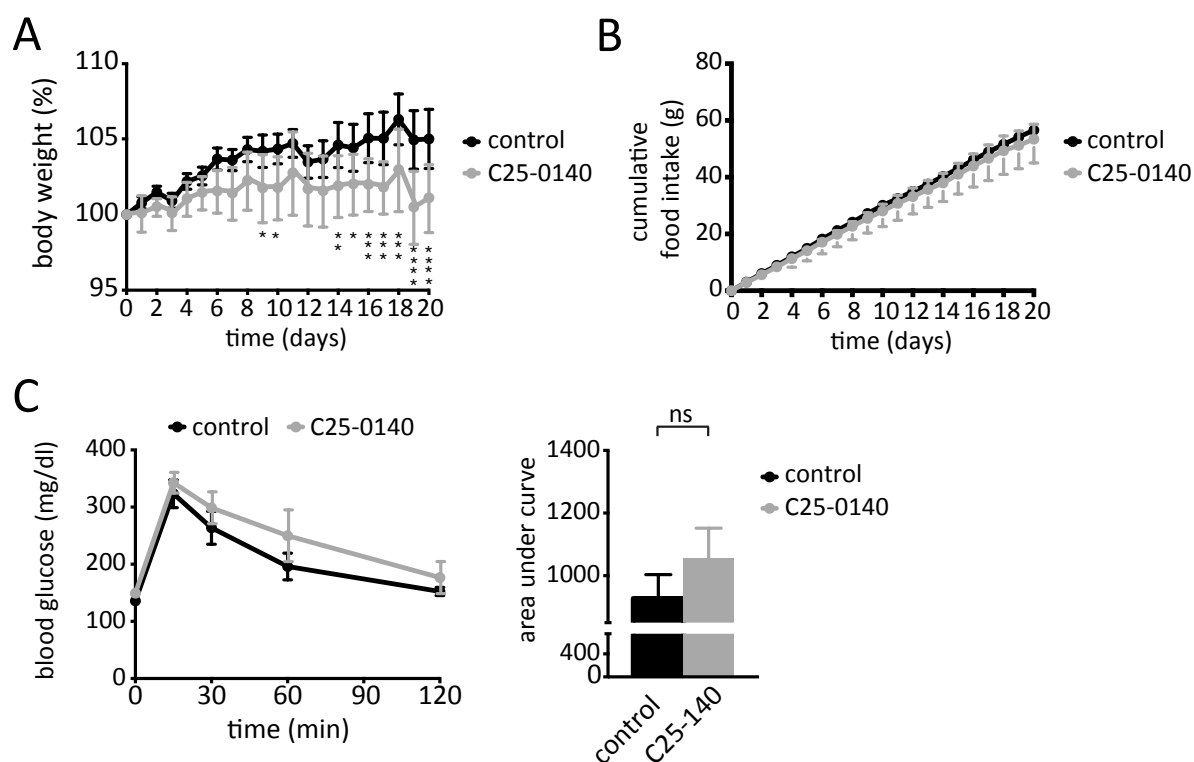 A
body weight (%)
110
105
100
95
0 2 4 6 8 10 12 14 16 18 20
time (days)
control
C25-0140
* * ** * *** *** *** **** ****
B
cumulative
food intake (g)
80
60
40
20
0
0 2 4 6 8 10 12 14 16 18 20
time (days)
control
C25-0140
C
control C25-0140
blood glucose (mg/dl)
400
300
200
100
0
0 30 60 90 120
time (min)
ns
area under curve
1400
1200
1000
400
0
control
C25-0140
control
C25-140